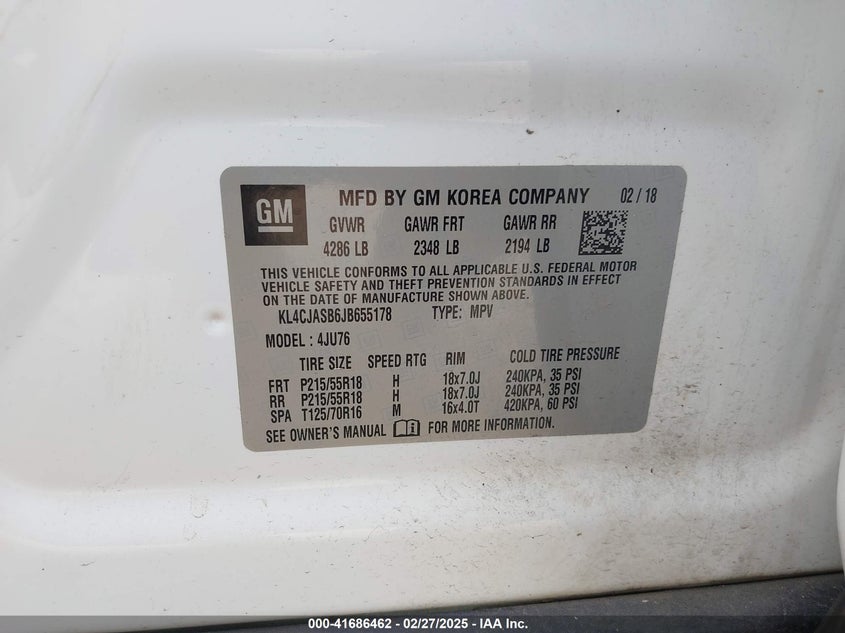 GM
MFD BY GM KOREA COMPANY 02 / 18
GVWR GAWR FRT GAWR RR
4286 LB 2348 LB 2194 LB
THIS VEHICLE CONFORMS TO ALL APPLICABLE U.S. FEDERAL MOTOR
VEHICLE SAFETY AND THEFT PREVENTION STANDARDS IN EFFECT
ON THE DATE OF MANUFACTURE SHOWN ABOVE.
KL4CJASB6JB655178 TYPE: MPV
MODEL : 4JU76
TIRE SIZE SPEED RTG RIM COLD TIRE PRESSURE
FRT P215/55R18 H 18x7.0J 240KPA, 35 PSI
RR P215/55R18 H 18x7.0J 240KPA, 35 PSI
SPA T125/70R16 M 16x4.0T 420KPA, 60 PSI
SEE OWNER'S MANUAL FOR MORE INFORMATION.
000-41686462 - 02/27/2025 - IAA Inc.